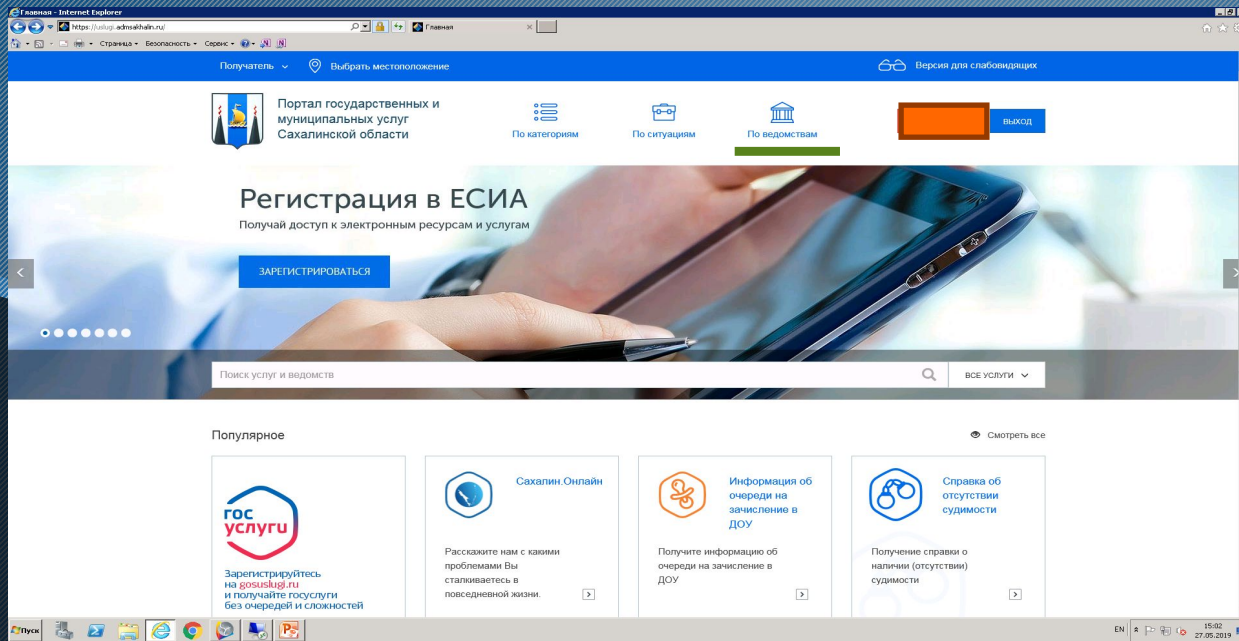 Главная - Internet Explorer
https://uslugi.admsakhalin.ru/
Главная
Страница
Безопасность
Сервис
Получатель
Выбрать местоположение
Версия для слабовидящих
Портал государственных и
муниципальных услуг
Сахалинской области
По категориям
По ситуациям
По ведомствам
ВЫХОД
Регистрация в ЕСИА
Получай доступ к электронным ресурсам и услугам
ЗАРЕГИСТРИРОВАТЬСЯ
Поиск услуг и ведомств
ВСЕ УСЛУГИ
Популярное
Смотреть все
гос
услуги
Зарегистрируйтесь
на gosuslugi.ru
и получайте госуслуги
без очередей и сложностей
Сахалин.Онлайн
Расскажите нам с какими
проблемами Вы
сталкиваетесь в
повседневной жизни.
Информация об
очереди на
зачисление в
ДОУ
Получите информацию об
очереди на зачисление в
ДОУ
Справка об
отсутствии
судимости
Получение справки о
наличии (отсутствии)
судимости
Пуск
EN
15:02
27.05.2019